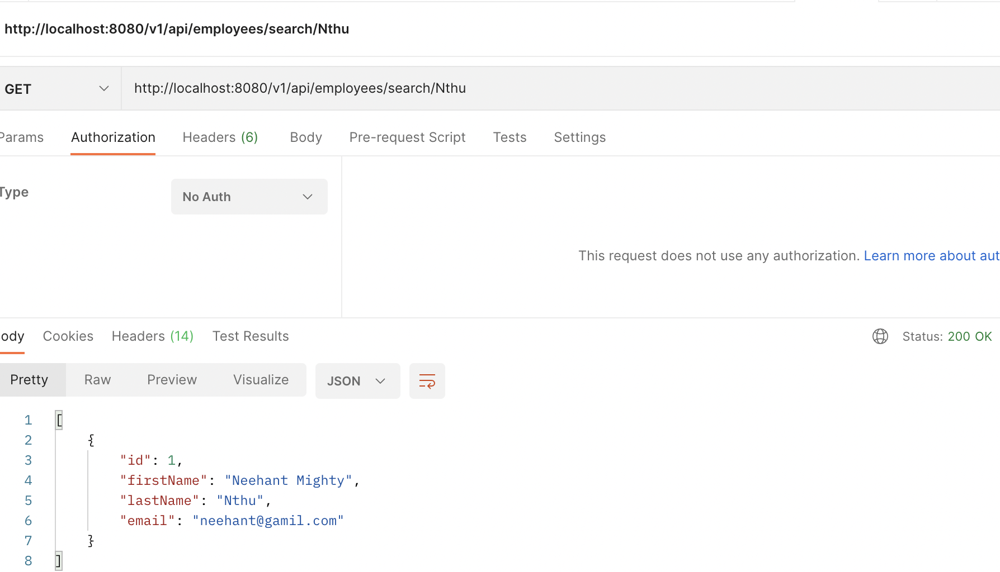 http://localhost:8080/v1/api/employees/search/Nthu
GET http://localhost:8080/v1/api/employees/search/Nthu
Params Authorization Headers (6) Body Pre-request Script Tests Settings
Type No Auth
This request does not use any authorization. Learn more about aut
ody Cookies Headers (14) Test Results Status: 200 OK
Pretty Raw Preview Visualize JSON
1 [
2 {
3 "id": 1,
4 "firstName": "Neehant Mighty",
5 "lastName": "Nthu",
6 "email": "neehant@gamil.com"
7 }
8 ]